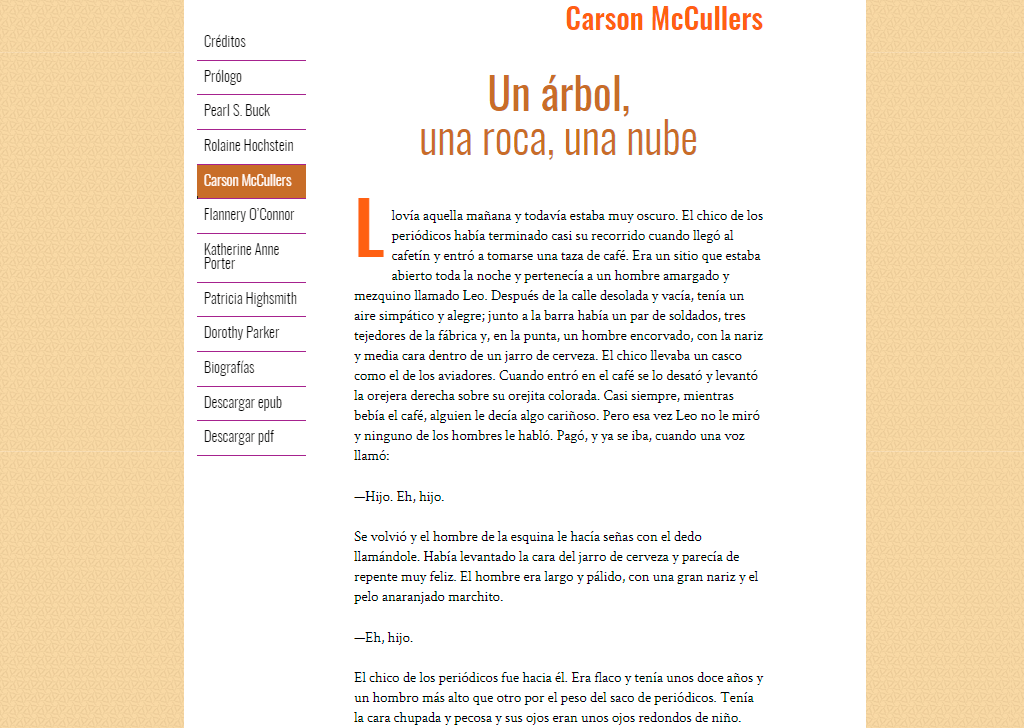 Créditos
Prólogo
Pearl S. Buck
Rolaine Hochstein
Carson McCullers
Flannery O'Connor
Katherine Anne
Porter
Patricia Highsmith
Dorothy Parker
Biografías
Descargar epub
Descargar pdf
Carson McCullers
Un árbol,
una roca, una nube
Llovía aquella mañana y todavía estaba muy oscuro. El chico de los
periódicos había terminado casi su recorrido cuando llegó al
cafetín y entró a tomarse una taza de café. Era un sitio que estaba
abierto toda la noche y pertenecía a un hombre amargado y
mezquino llamado Leo. Después de la calle desolada y vacía, tenía un
aire simpático y alegre; junto a la barra había un par de soldados, tres
tejedores de la fábrica y, en la punta, un hombre encorvado, con la nariz
y media cara dentro de un jarro de cerveza. El chico llevaba un casco
como el de los aviadores. Cuando entró en el café se lo desató y levantó
la orejera derecha sobre su orejita colorada. Casi siempre, mientras
bebía el café, alguien le decía algo cariñoso. Pero esa vez Leo no le miró
y ninguno de los hombres le habló. Pagó, y ya se iba, cuando una voz
llamó:
—Hijo. Eh, hijo.
Se volvió y el hombre de la esquina le hacía señas con el dedo
llamándole. Había levantado la cara del jarro de cerveza y parecía de
repente muy feliz. El hombre era largo y pálido, con una gran nariz y el
pelo anaranjado marchito.
—Eh, hijo.
El chico de los periódicos fue hacia él. Era flaco y tenía unos doce años y
un hombro más alto que otro por el peso del saco de periódicos. Tenía
la cara chupada y pecosa y sus ojos eran unos ojos redondos de niño.